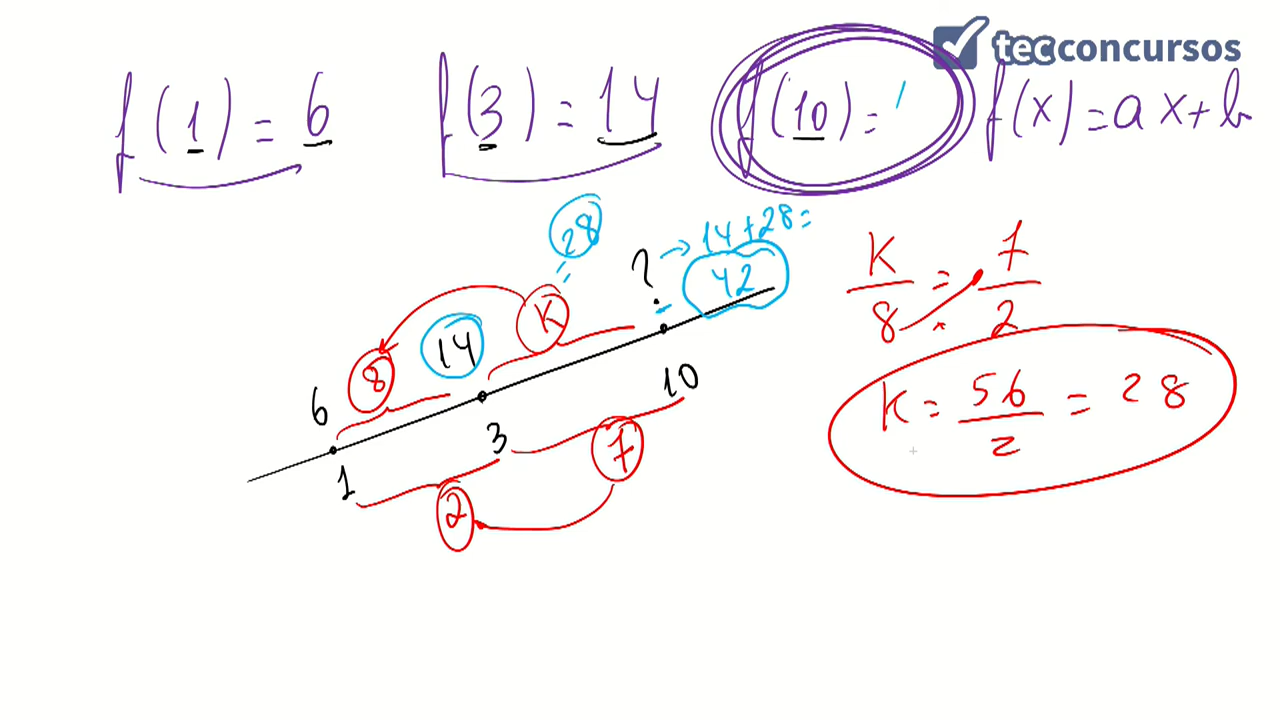 tecconcursos
f(1) = 6 f(3) = 14 f(10) = f(x) = ax + b
28
=
? → 14 + 28 =
42
K/8 = 7/2
K
14
8
6
10
K = 56/2 = 28
3
7
1
2